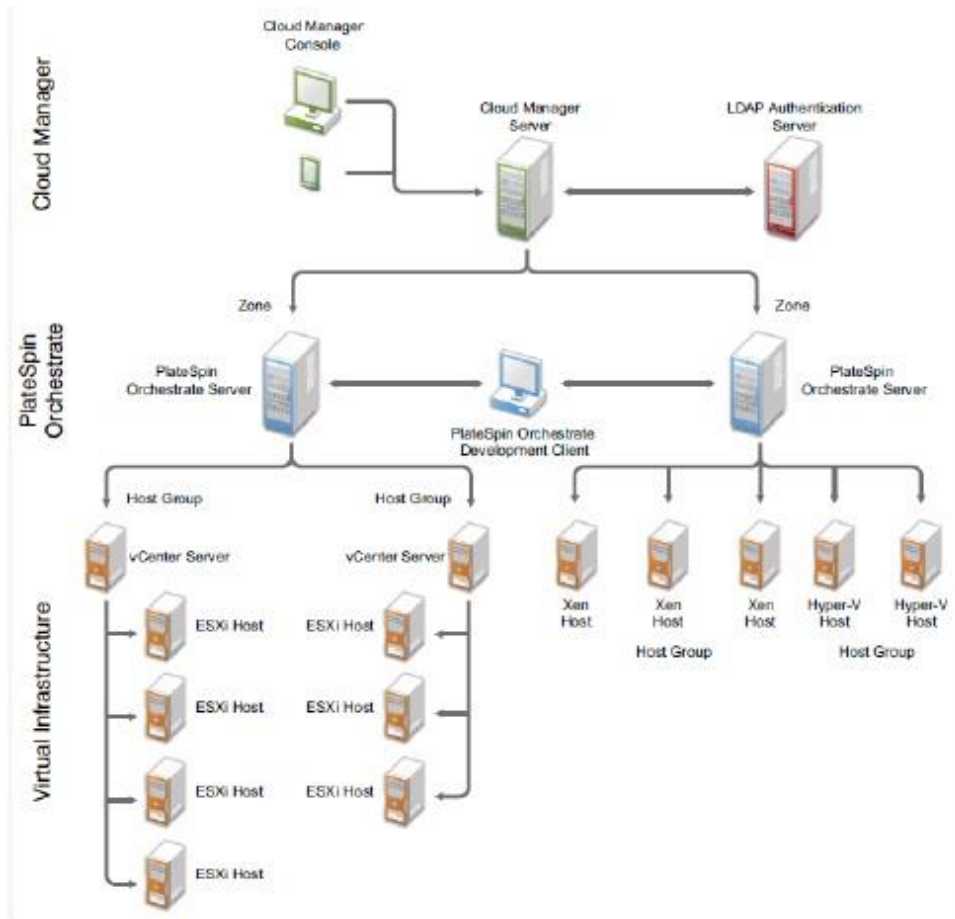 Cloud Manager
Console
Cloud Manager
Cloud Manager
Server
LDAP Authentication
Server
Zone
Zone
PlateSpin
Orchestrate
PlateSpin
Orchestrate Server
PlateSpin
Orchestrate Server
PlateSpin Orchestrate
Development Client
Host Group
Host Group
vCenter Server
vCenter Server
Xen
Host
Xen
Host
Xen
Host
Hyper-V
Host
Hyper-V
Host
Host Group
Host Group
Virtual Infrastructure
ESXi Host
ESXi Host
ESXi Host
ESXi Host
ESXi Host
ESXi Host
ESXi Host